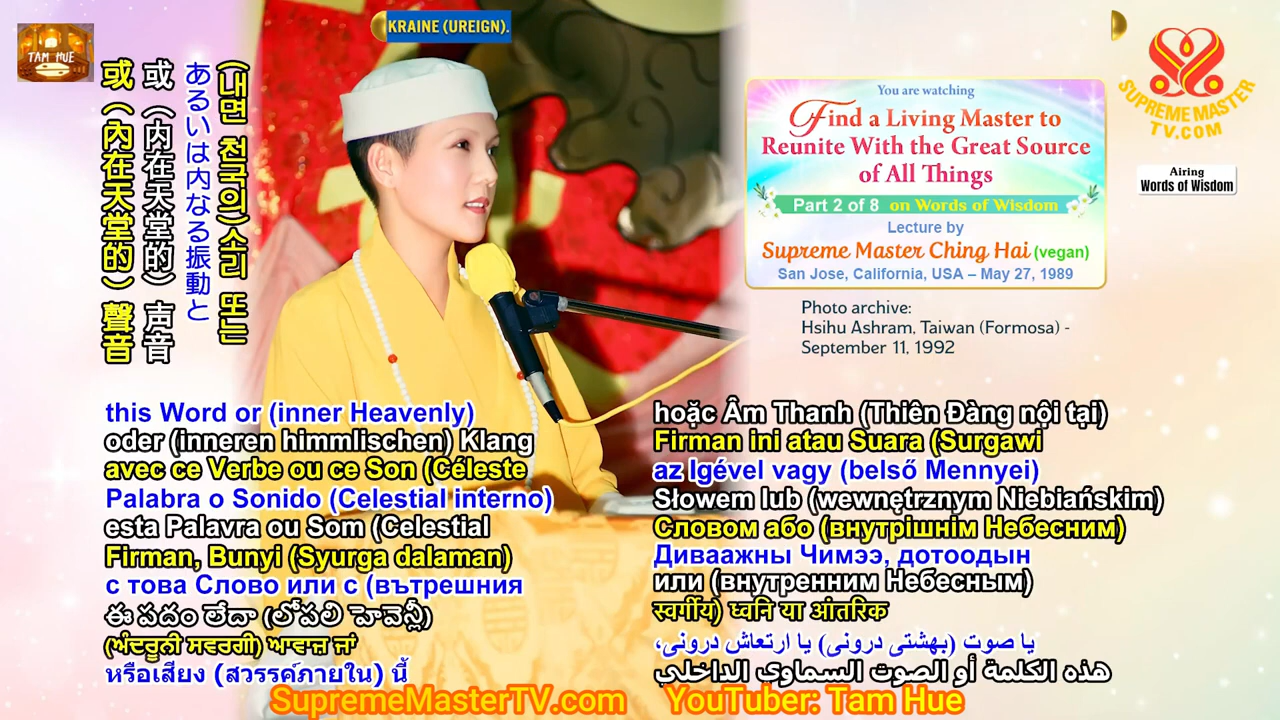 TAM HUE
KRAINE (UREIGN).
SUPREME MASTER
TV.COM
You are watching
Find a Living Master to
Reunite With the Great Source
of All Things
Part 2 of 8 on Words of Wisdom
Lecture by
Supreme Master Ching Hai (vegan)
San Jose, California, USA – May 27, 1989
Airing
Words of Wisdom
Photo archive:
Hsihu Ashram, Taiwan (Formosa) -
September 11, 1992
(내면 천국의)소리 또는
あるいは内なる振動と
或（内在天堂的）声音
或（內在天堂的）聲音
this Word or (inner Heavenly)
oder (inneren himmlischen) Klang
avec ce Verbe ou ce Son (Céleste
Palabra o Sonido (Celestial interno)
esta Palavra ou Som (Celestial
Firman, Bunyi (Syurga dalaman)
с това Слово или с (вътрешния
ఈ పదం లేదా (లోపలి హెవెన్లీ)
(ਅੰਦਰੂਨੀ ਸਵਰਗੀ) ਆਵਾਜ਼ ਜਾਂ
หรือเสียง (สวรรค์ภายใน) นี้
hoặc Âm Thanh (Thiên Đàng nội tại)
Firman ini atau Suara (Surgawi
az Igével vagy (belső Mennyei)
Słowem lub (wewnętrznym Niebiańskim)
Словом або (внутрішнім Небесним)
Диваажны Чимээ, дотоодын
или (внутренним Небесным)
स्वर्गीय) ध्वनि या आंतरिक
یا صوت (بهشتی درونی) یا ارتعاش درونی،
هذه الكلمة أو الصوت السماوي الداخلي
SupremeMasterTV.com YouTuber: Tam Hue